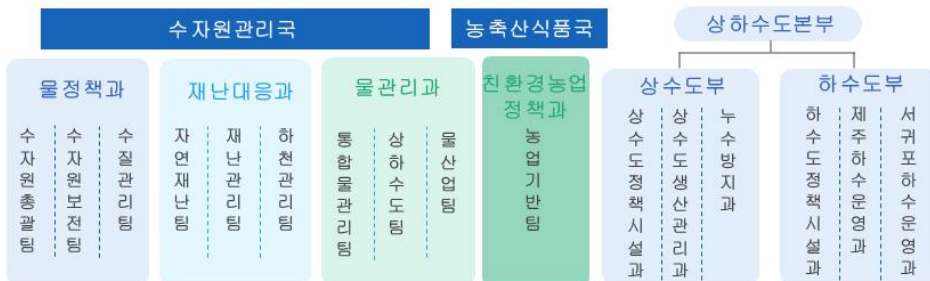 수자원관리국
농축산식품국
상하수도본부
물정책과
재난대응과
물관리과
친환경농업
정책과
상수도부
하수도부
수자원총괄팀
수자원보전팀
수질관리팀
자연재난팀
재난관리팀
하천관리팀
통합물관리팀
상하수도팀
물산업팀
농업기반팀
상수도정책시설과
상수도생산관리과
누수방지과
하수도정책시설과
제주하수운영과
서귀포하수운영과